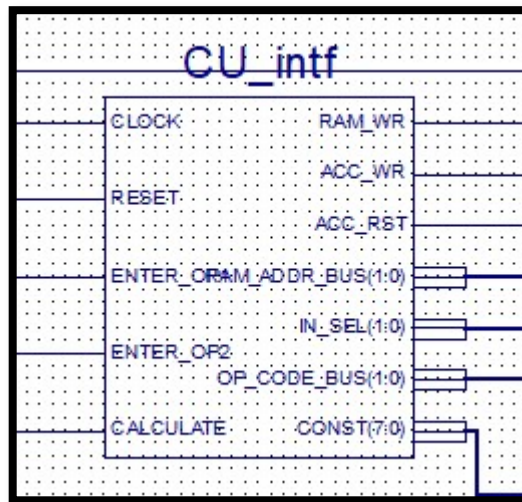 CU_intf
CLOCK RAM_WR
ACC_WR
RESET
ACC_RST
ENTER_OP1 RAM_ADDR_BUS(1:0)
IN_SEL(1:0)
ENTER_OP2
OP_CODE_BUS(1:0)
CALCULATE CONST(7:0)